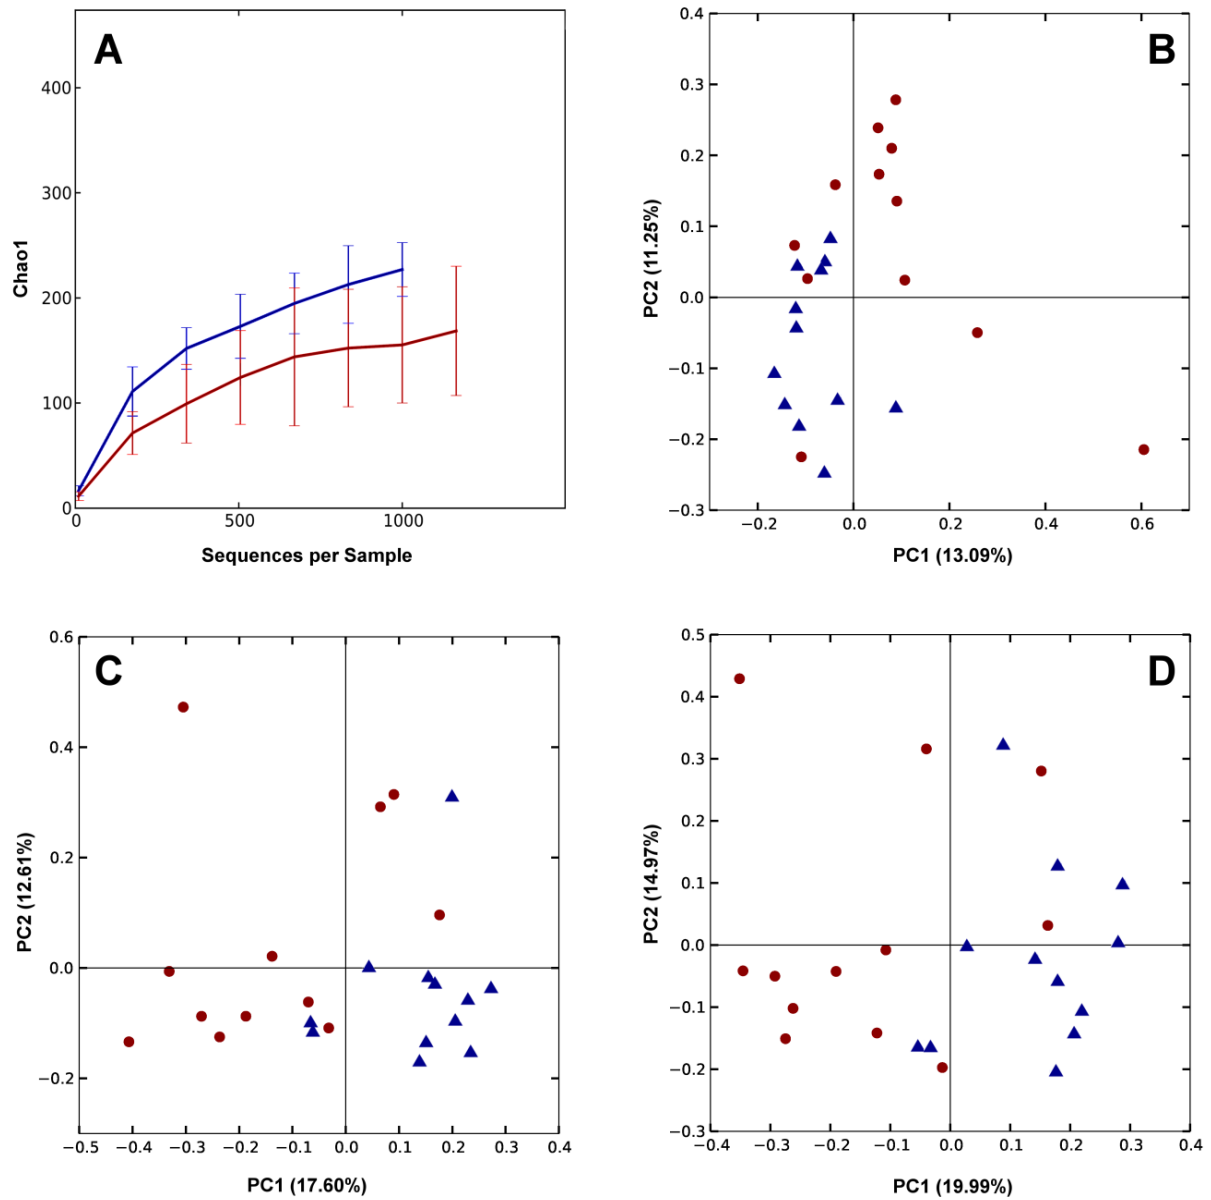 A
400
300
200
100
0
Chao1
0 500 1000
Sequences per Sample
B
0.4
0.3
0.2
0.1
0.0
−0.1
−0.2
−0.3
PC2 (11.25%)
−0.2 0.0 0.2 0.4 0.6
PC1 (13.09%)
C
0.6
0.4
0.2
0.0
−0.2
PC2 (12.61%)
−0.5 −0.4 −0.3 −0.2 −0.1 0.0 0.1 0.2 0.3 0.4
PC1 (17.60%)
D
0.5
0.4
0.3
0.2
0.1
0.0
−0.1
−0.2
−0.3
PC2 (14.97%)
−0.4 −0.3 −0.2 −0.1 0.0 0.1 0.2 0.3 0.4
PC1 (19.99%)